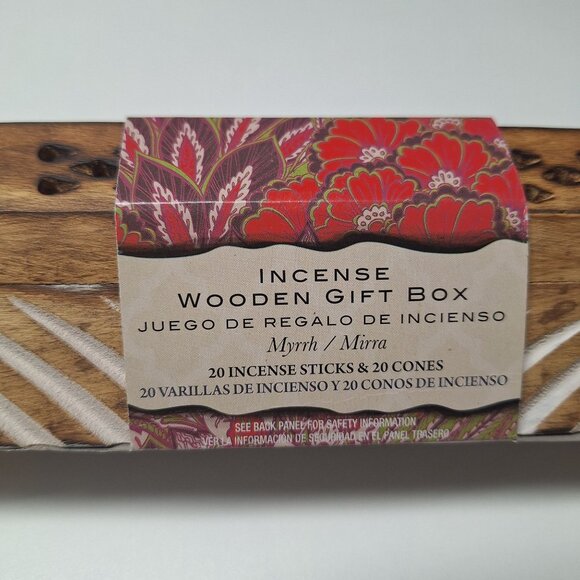 INCENSE
WOODEN GIFT BOX
JUEGO DE REGALO DE INCIENSO
Myrrh / Mirra
20 INCENSE STICKS & 20 CONES
20 VARILLAS DE INCIENSO Y 20 CONOS DE INCIENSO
SEE BACK PANEL FOR SAFETY INFORMATION
VER LA INFORMACIÓN DE SEGURIDAD EN EL PANEL TRASERO